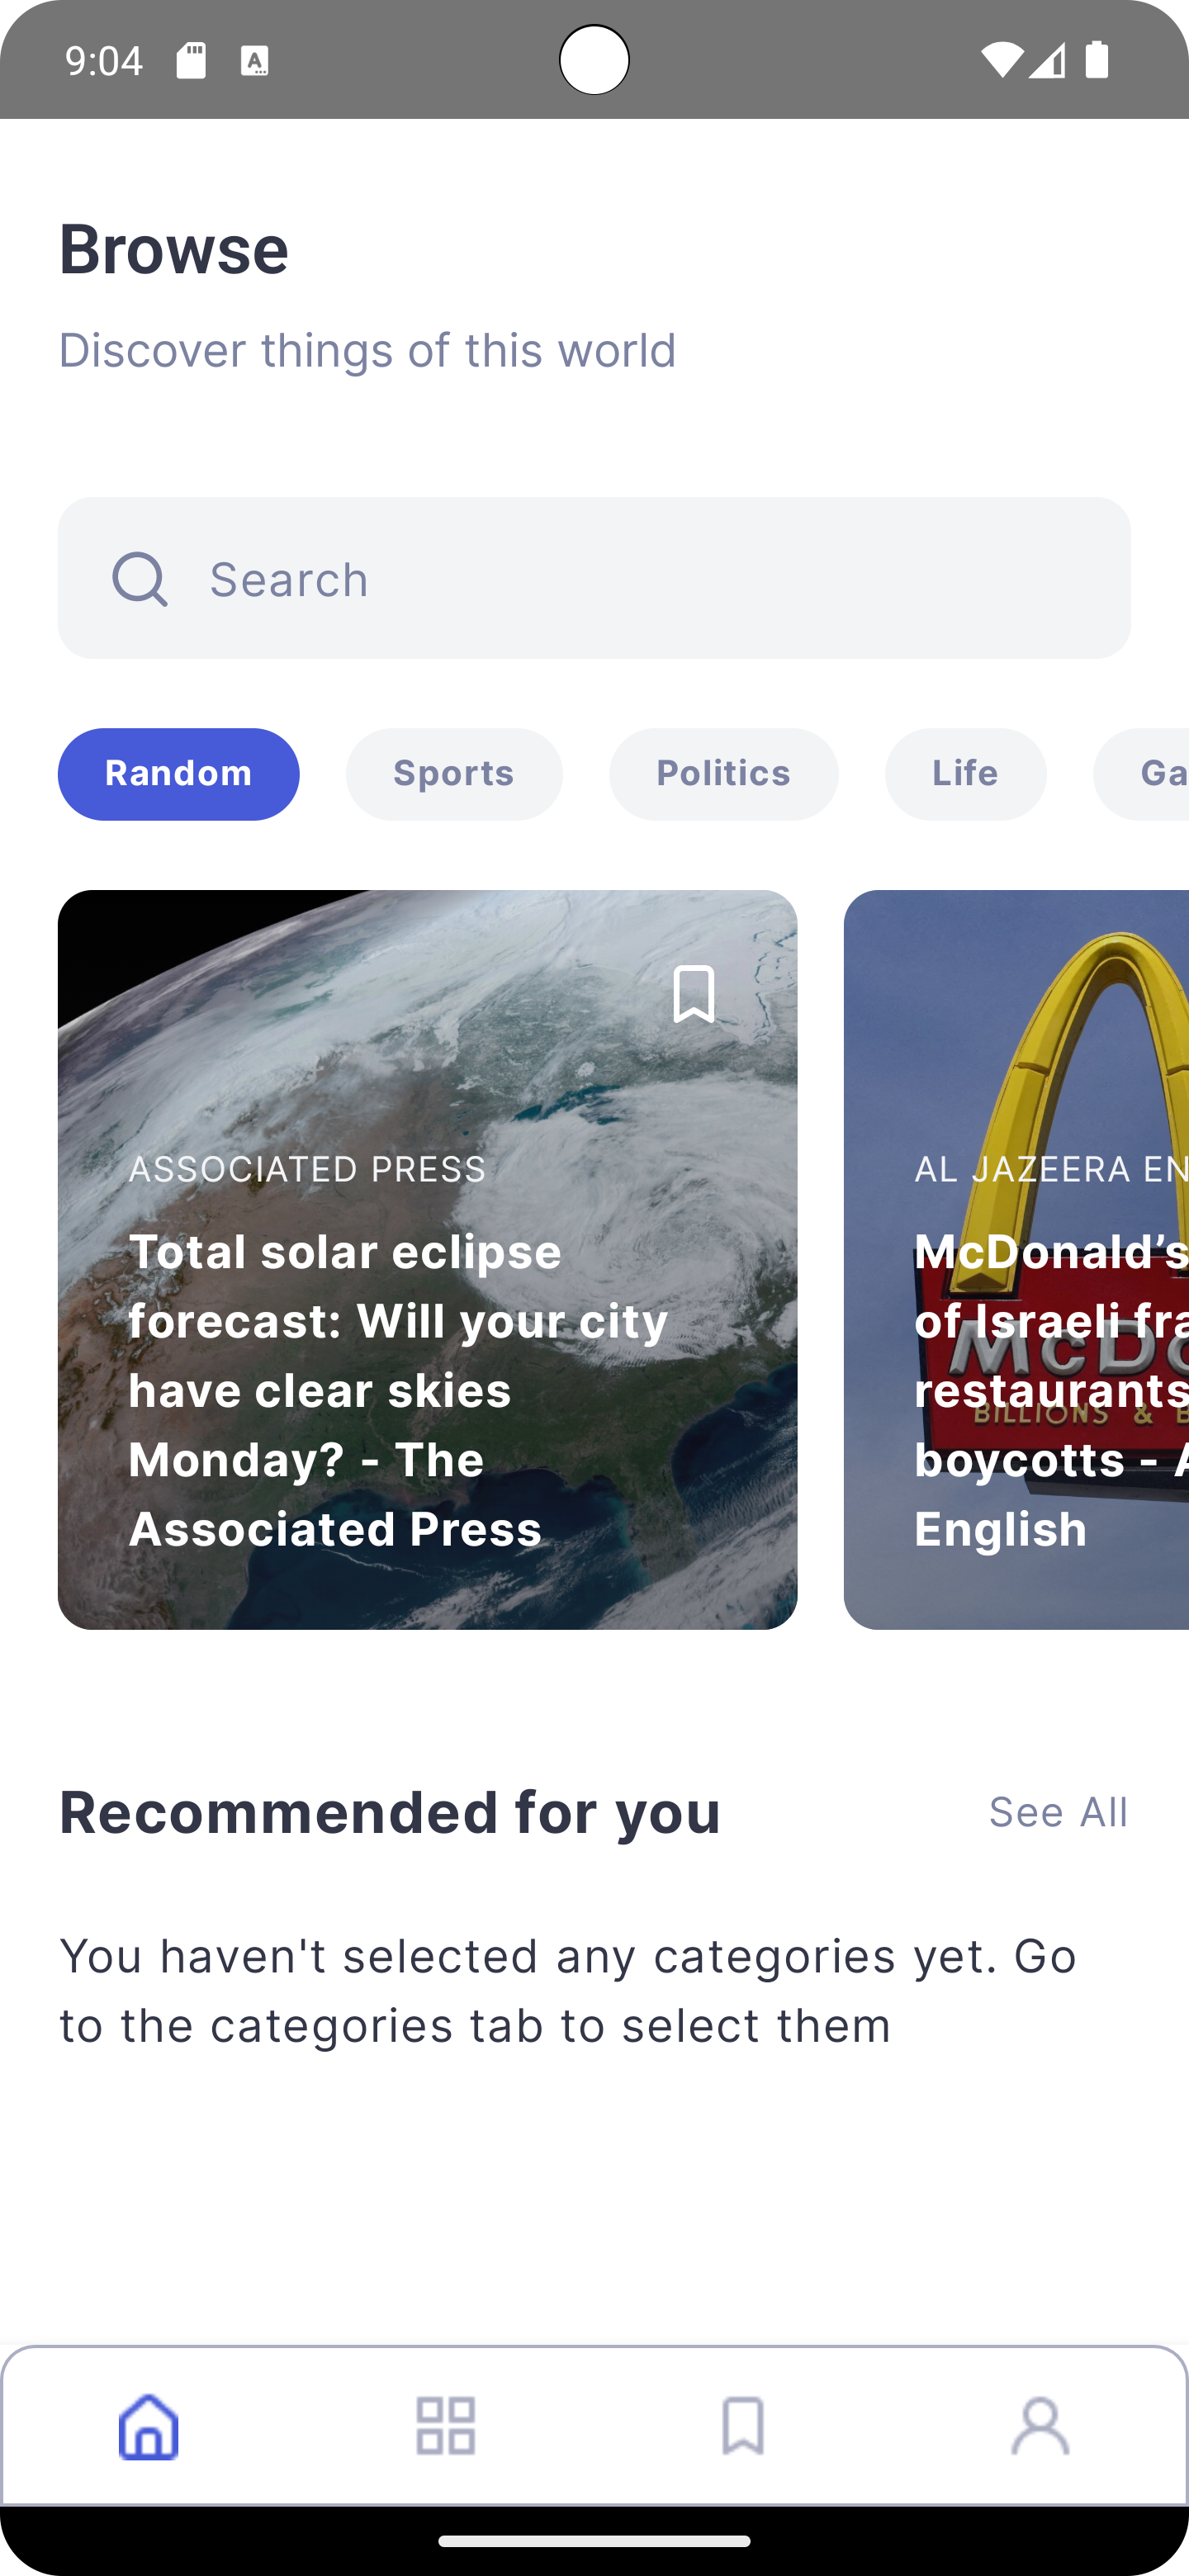 9:04
Browse
Discover things of this world
Search
Random Sports Politics Life Ga
ASSOCIATED PRESS
Total solar eclipse
forecast: Will your city
have clear skies
Monday? - The
Associated Press
AL JAZEERA EN
McDonald’s
of Israeli fra
restaurants
boycotts - A
English
McDo
BILLIONS & B
Recommended for you
See All
You haven't selected any categories yet. Go
to the categories tab to select them